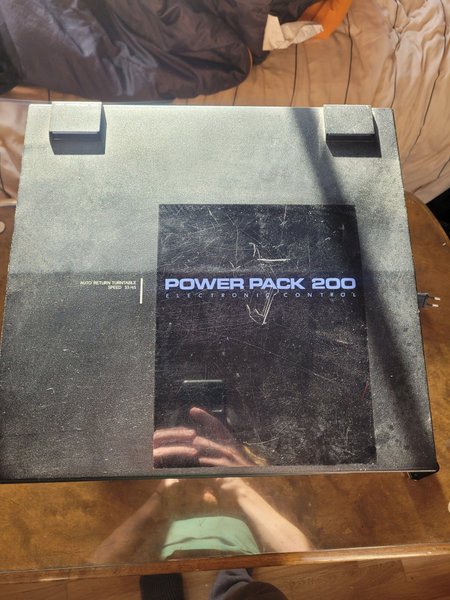 AUTO RETURN TURNTABLE
SPEED 33/45
POWER PACK 200
ELECTRONIC CONTROL